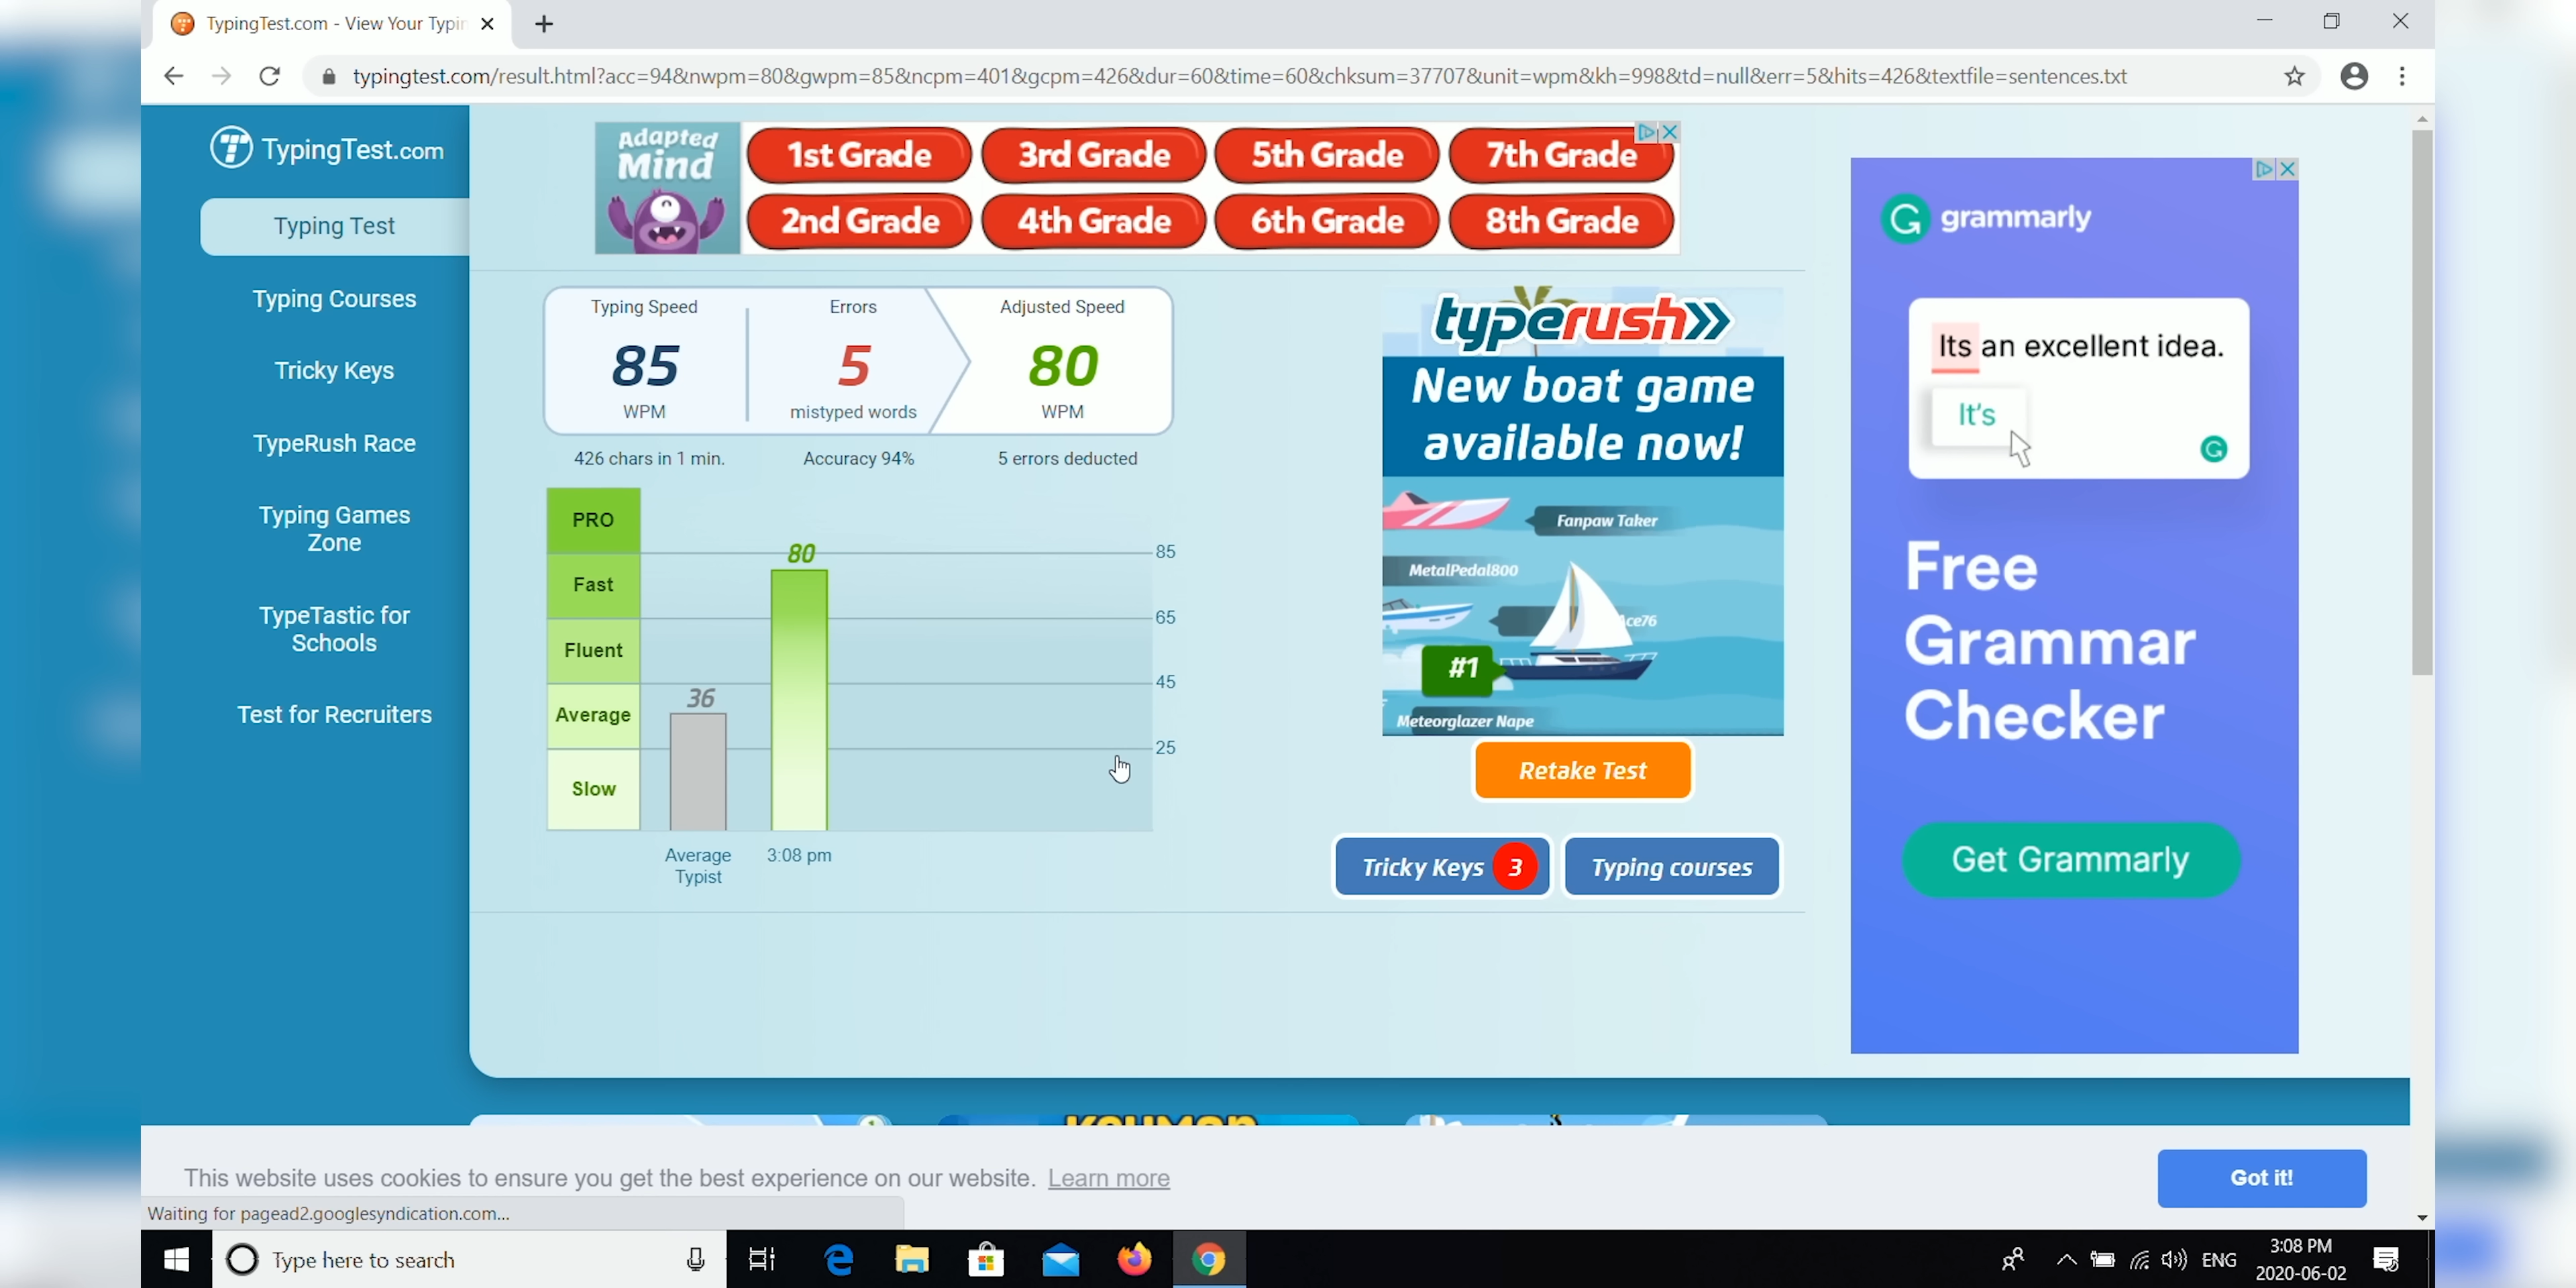 TypingTest.com - View Your Typin
typingtest.com/result.html?acc=94&nwpm=80&gwpm=85&ncpm=401&gcpm=426&dur=60&time=60&chksum=37707&unit=wpm&kh=998&td=null&err=5&hits=426&textfile=sentences.txt
TypingTest.com
Typing Test
Typing Courses
Tricky Keys
TypeRush Race
Typing Games
Zone
TypeTastic for
Schools
Test for Recruiters
Adapted
Mind
1st Grade
3rd Grade
5th Grade
7th Grade
2nd Grade
4th Grade
6th Grade
8th Grade
Typing Speed
85
WPM
426 chars in 1 min.
Errors
5
mistyped words
Accuracy 94%
Adjusted Speed
80
WPM
5 errors deducted
PRO
Fast
Fluent
Average
Slow
36
80
85
65
45
25
Average
Typist
3:08 pm
typerush
New boat game
available now!
Fanpaw Taker
MetalPedal800
ce76
#1
Meteorglazer Nape
Retake Test
Tricky Keys 3
Typing courses
grammarly
Its an excellent idea.
It's
Free
Grammar
Checker
Get Grammarly
This website uses cookies to ensure you get the best experience on our website. Learn more
Got it!
Waiting for pagead2.googlesyndication.com...
Type here to search
ENG
3:08 PM
2020-06-02